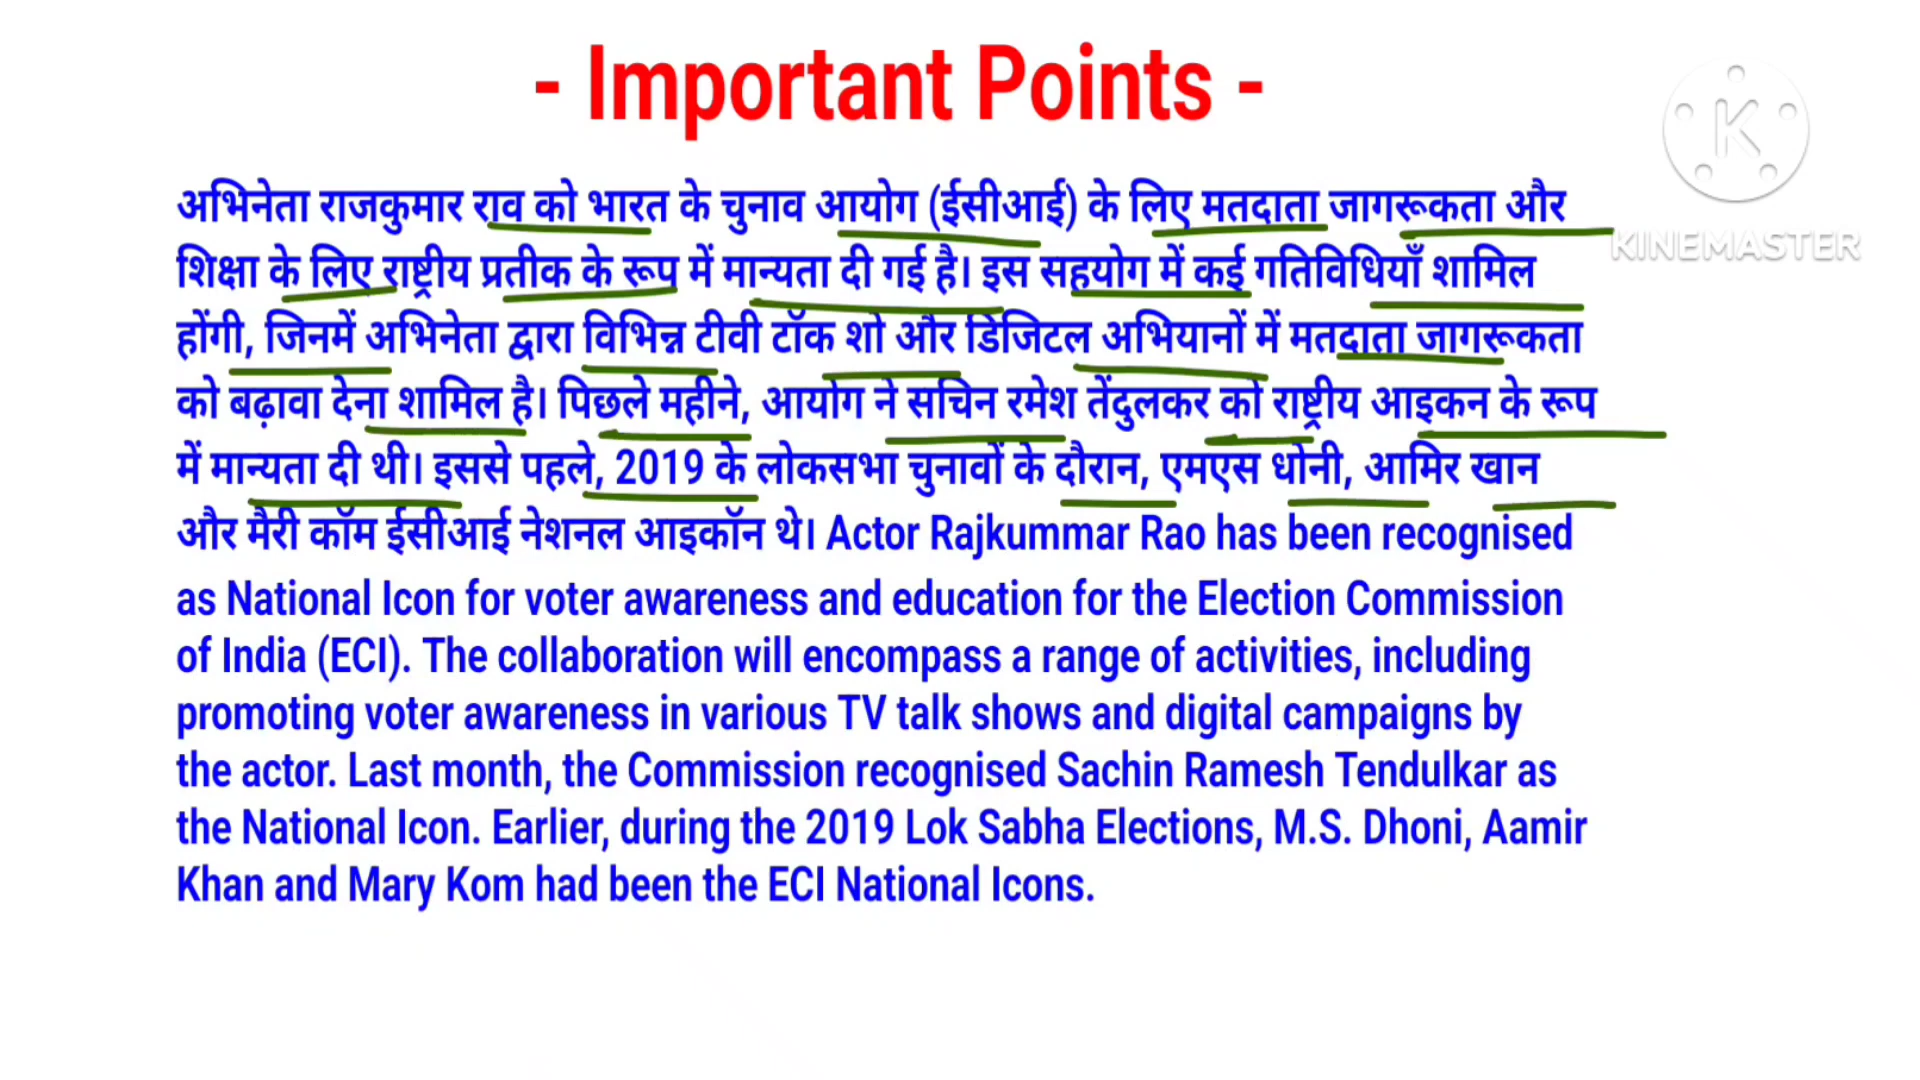 - Important Points -
अभिनेता राजकुमार राव को भारत के चुनाव आयोग (ईसीआई) के लिए मतदाता जागरूकता और
शिक्षा के लिए राष्ट्रीय प्रतीक के रूप में मान्यता दी गई है। इस सहयोग में कई गतिविधियाँ शामिल
होंगी, जिनमें अभिनेता द्वारा विभिन्न टीवी टॉक शो और डिजिटल अभियानों में मतदाता जागरूकता
को बढ़ावा देना शामिल है। पिछले महीने, आयोग ने सचिन रमेश तेंदुलकर को राष्ट्रीय आइकन के रूप
में मान्यता दी थी। इससे पहले, 2019 के लोकसभा चुनावों के दौरान, एमएस धोनी, आमिर खान
और मैरी कॉम ईसीआई नेशनल आइकॉन थे। Actor Rajkummar Rao has been recognised
as National Icon for voter awareness and education for the Election Commission
of India (ECI). The collaboration will encompass a range of activities, including
promoting voter awareness in various TV talk shows and digital campaigns by
the actor. Last month, the Commission recognised Sachin Ramesh Tendulkar as
the National Icon. Earlier, during the 2019 Lok Sabha Elections, M.S. Dhoni, Aamir
Khan and Mary Kom had been the ECI National Icons.
K
KINEMASTER